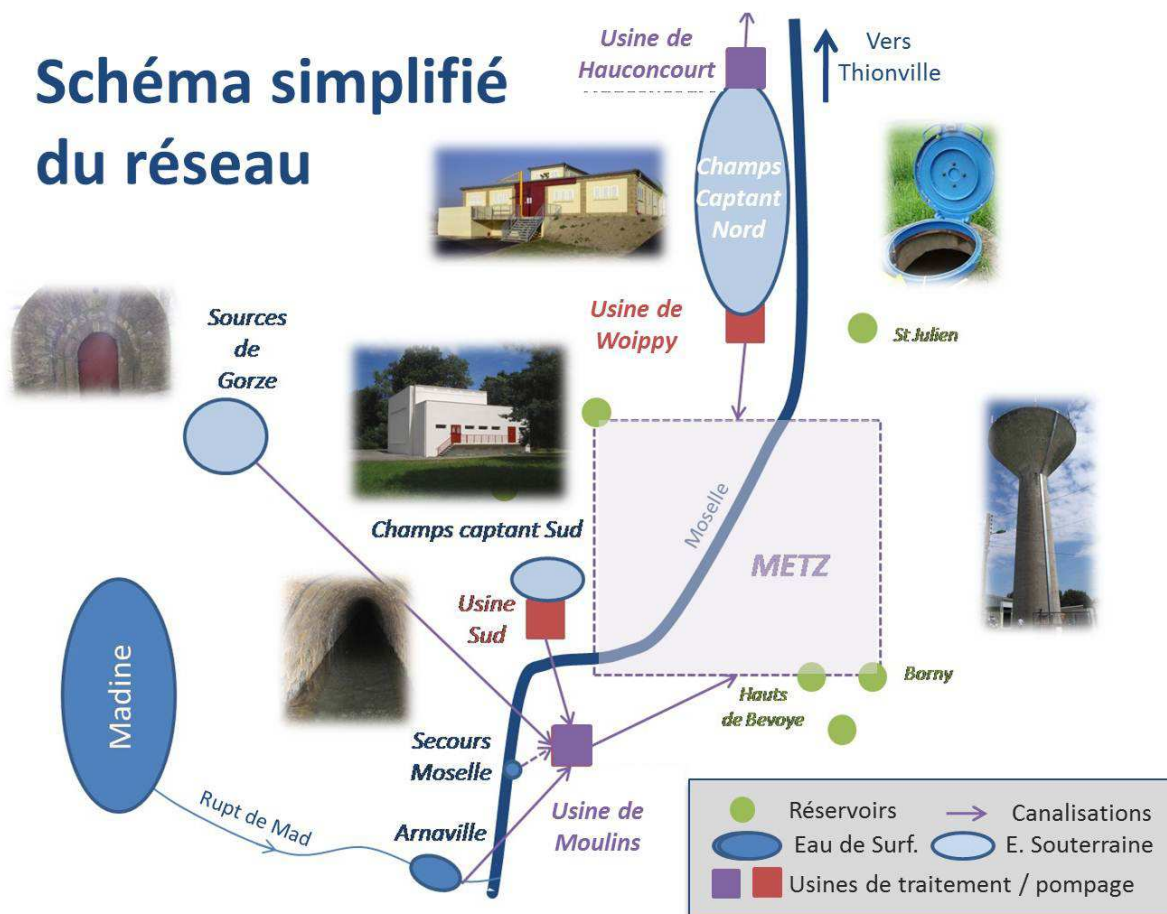 Schéma simplifié
du réseau
Usine de
Hauconcourt
Vers
Thionville
Champs
Captant
Nord
Usine de
Woippy
St Julien
Sources
de
Gorze
Champs captant Sud
Moselle
METZ
Usine
Sud
Madine
Hauts
de Bevoye
Borny
Secours
Moselle
Rupt de Mad
Arnaville
Usine de
Moulins
Réservoirs
Canalisations
Eau de Surf.
E. Souterraine
Usines de traitement / pompage